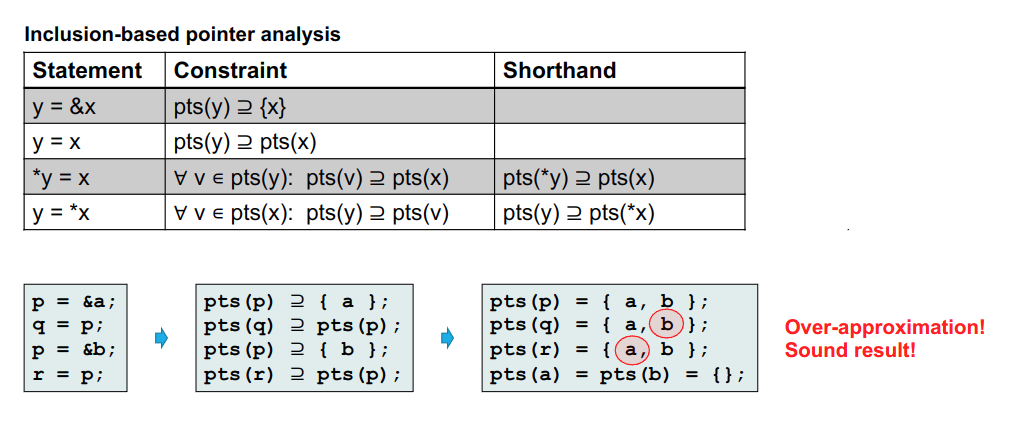 Inclusion-based pointer analysis
Statement Constraint Shorthand
y = &x pts(y) ⊇ {x}
y = x pts(y) ⊇ pts(x)
*y = x ∀ v ∈ pts(y): pts(v) ⊇ pts(x) pts(*y) ⊇ pts(x)
y = *x ∀ v ∈ pts(x): pts(y) ⊇ pts(v) pts(y) ⊇ pts(*x)
p = &a;
q = p;
p = &b;
r = p;
pts(p) ⊇ { a };
pts(q) ⊇ pts(p);
pts(p) ⊇ { b };
pts(r) ⊇ pts(p);
pts(p) = { a, b };
pts(q) = { a, b };
pts(r) = { a, b };
pts(a) = pts(b) = {};
Over-approximation!
Sound result!